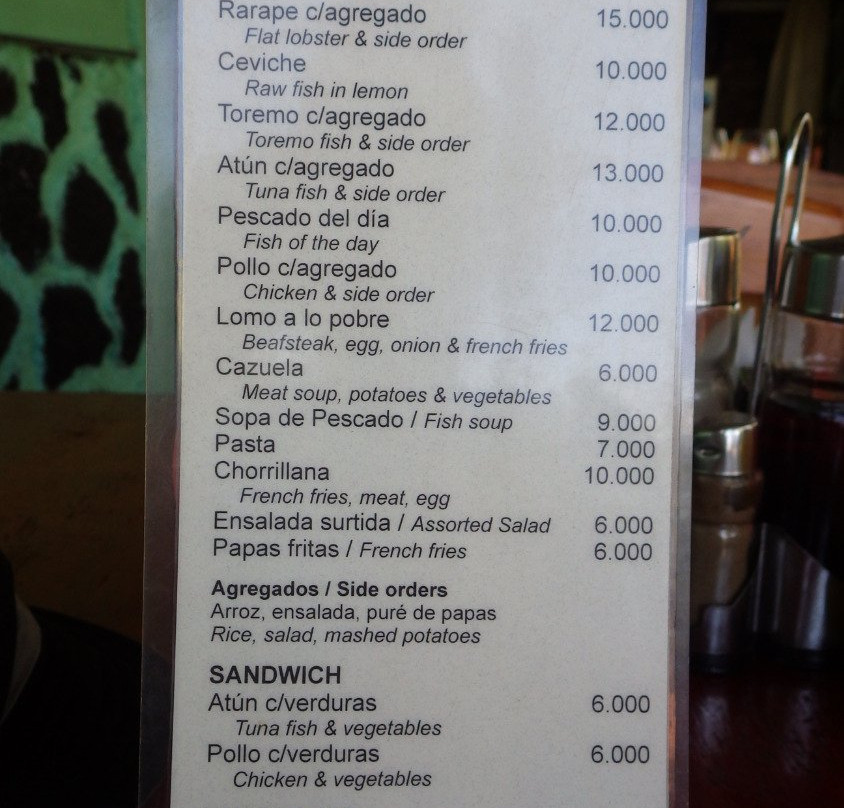 Rarape c/agregado 15.000
Flat lobster & side order
Ceviche 10.000
Raw fish in lemon
Toremo c/agregado 12.000
Toremo fish & side order
Atún c/agregado 13.000
Tuna fish & side order
Pescado del día 10.000
Fish of the day
Pollo c/agregado 10.000
Chicken & side order
Lomo a lo pobre 12.000
Beafsteak, egg, onion & french fries
Cazuela 6.000
Meat soup, potatoes & vegetables
Sopa de Pescado / Fish soup 9.000
Pasta 7.000
Chorrillana 10.000
French fries, meat, egg
Ensalada surtida / Assorted Salad 6.000
Papas fritas / French fries 6.000
Agregados / Side orders
Arroz, ensalada, puré de papas
Rice, salad, mashed potatoes
SANDWICH
Atún c/verduras 6.000
Tuna fish & vegetables
Pollo c/verduras 6.000
Chicken & vegetables